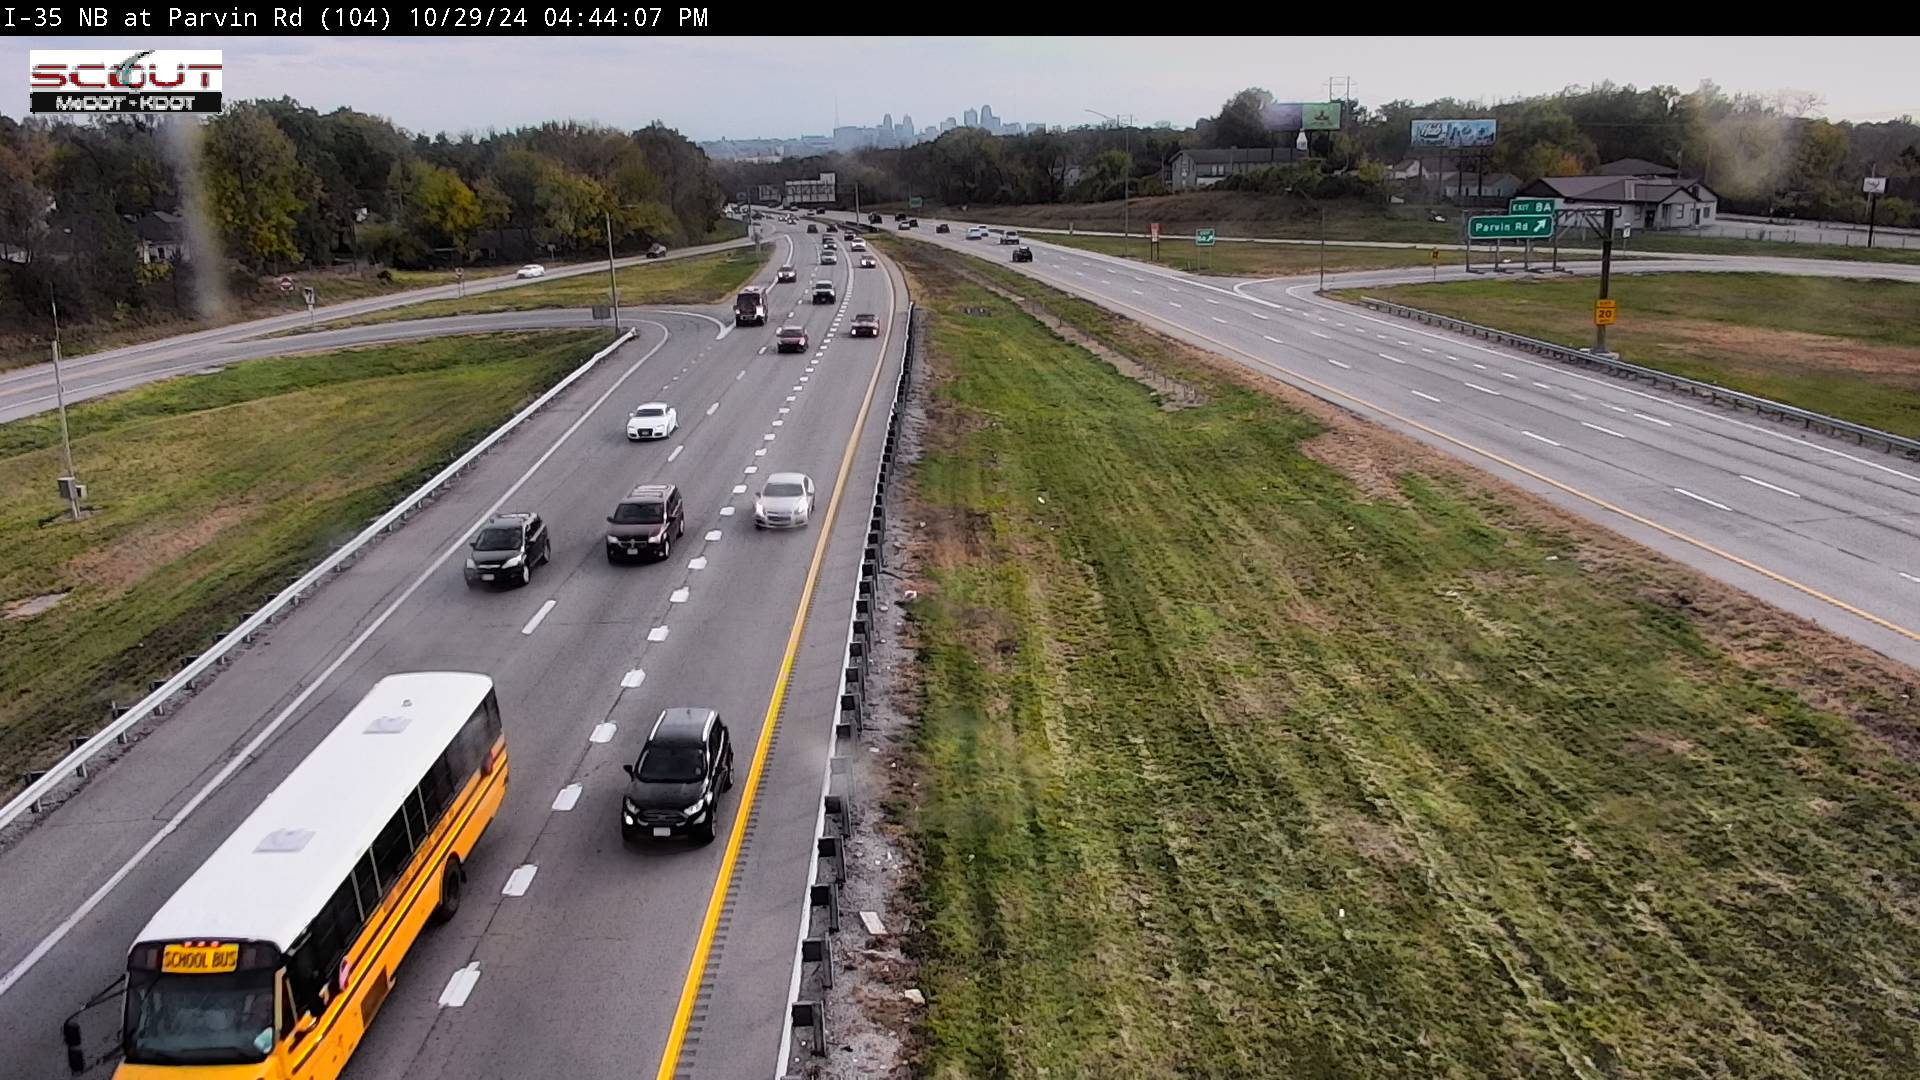 I-35 NB at Parvin Rd (104) 10/29/24 04:44:07 PM
SCOUT
MoDOT - KDOT
EXIT 8A
Parvin Rd
20
SCHOOL BUS